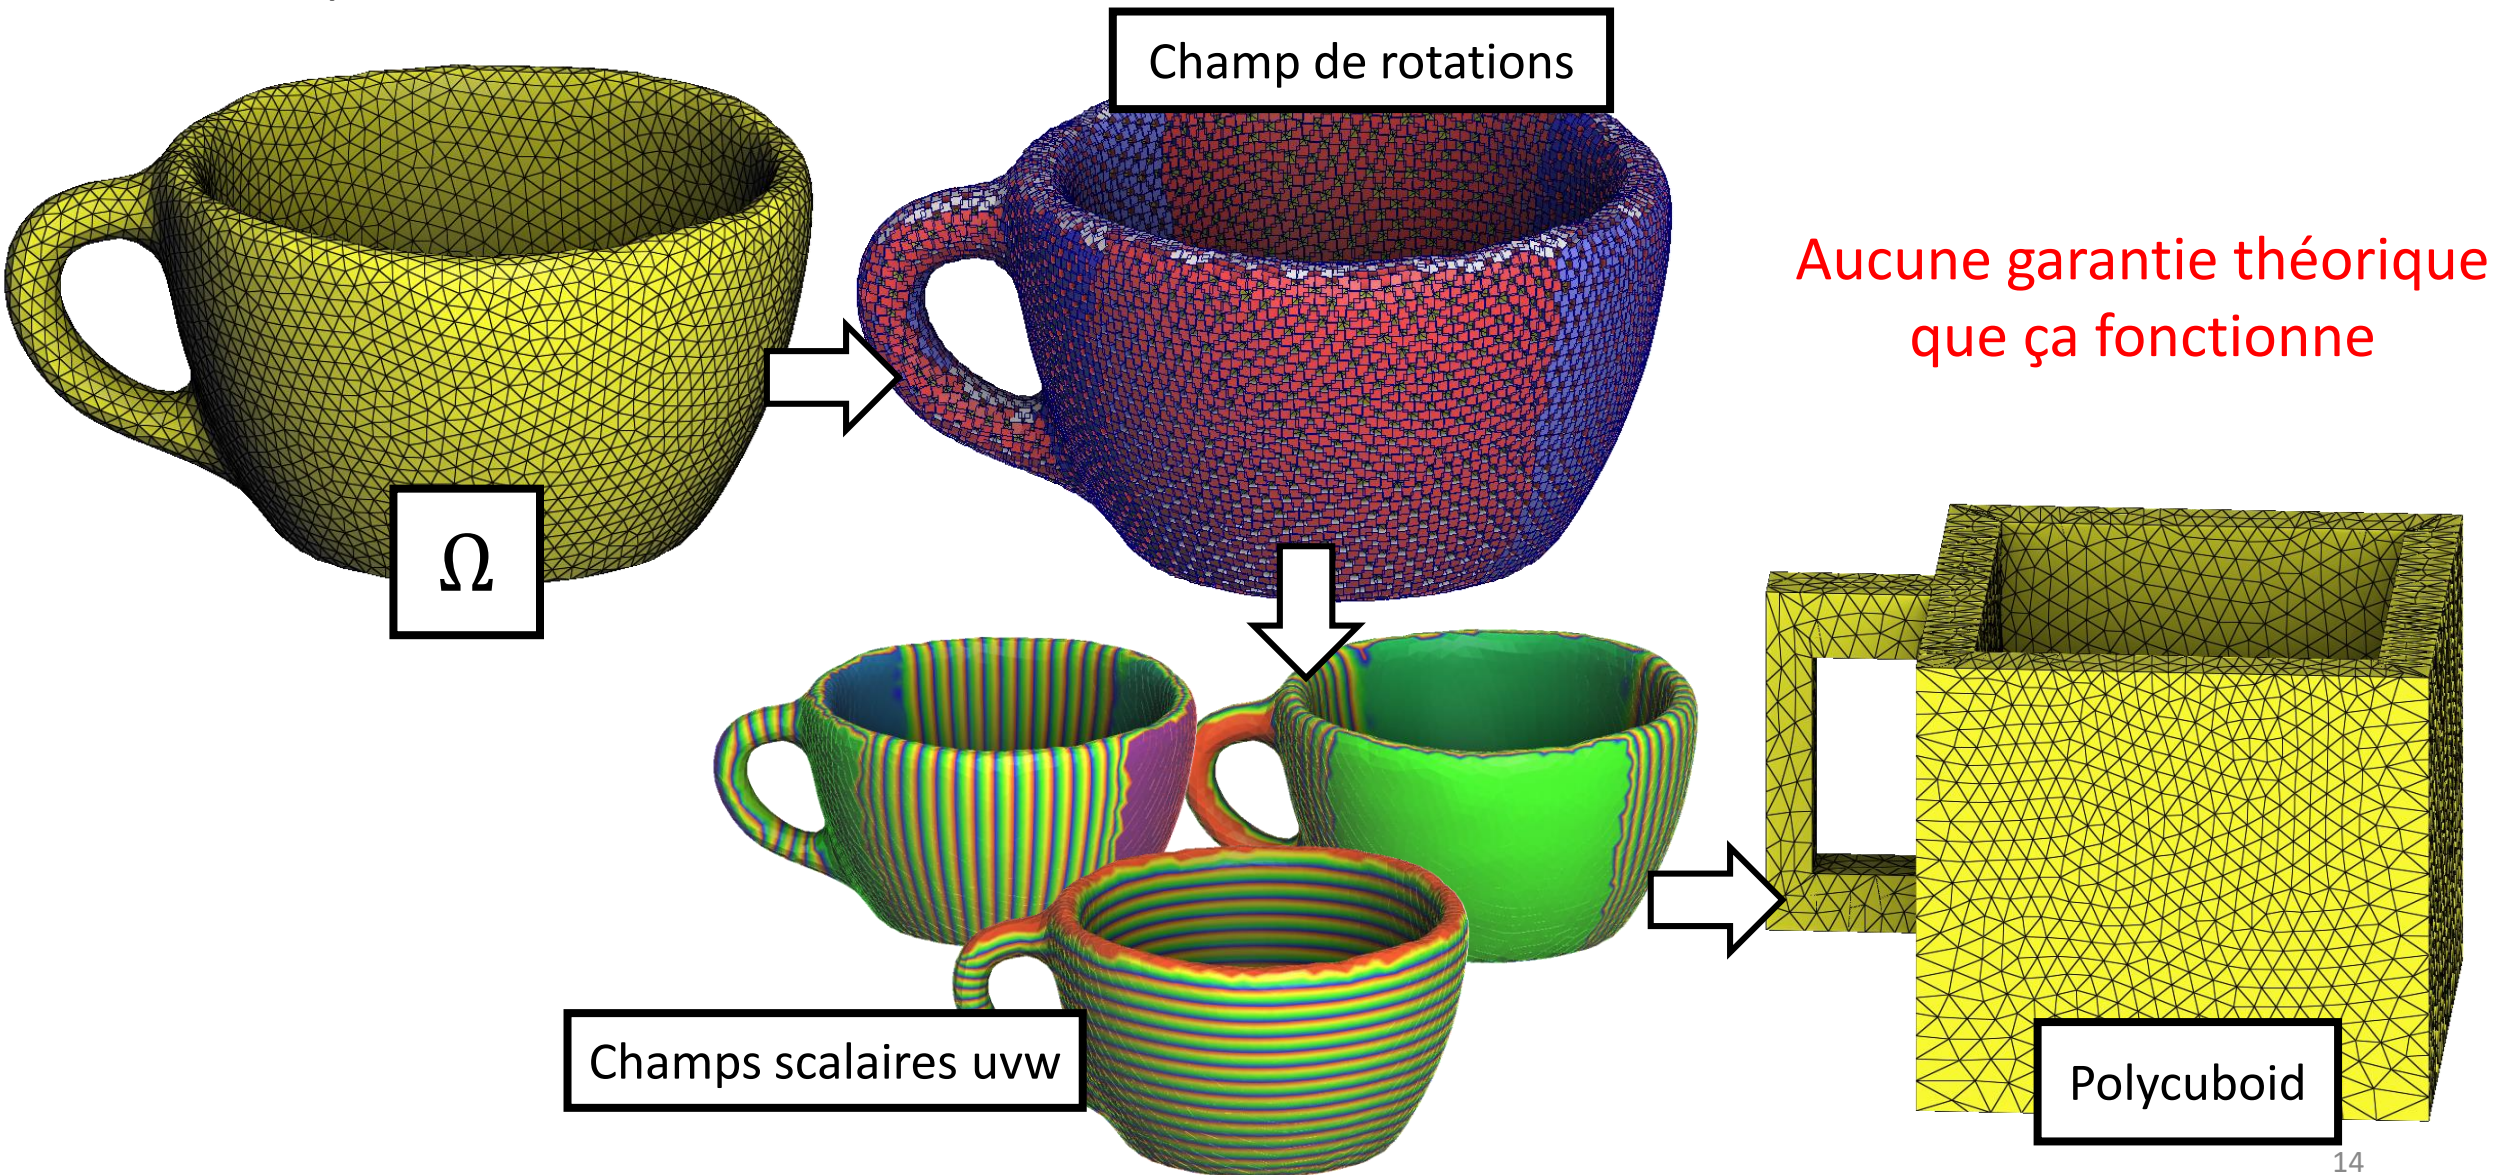 Champ de rotations
Aucune garantie théorique
que ça fonctionne
Ω
Champs scalaires uvw
Polycuboid
14